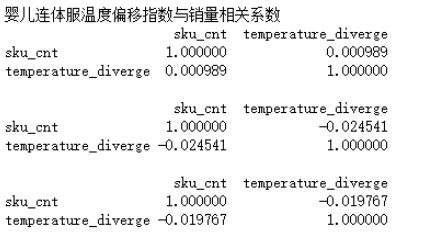 婴儿连体服温度偏移指数与销量相关系数
sku_cnt temperature_diverge
sku_cnt 1.000000 0.000989
temperature_diverge 0.000989 1.000000
sku_cnt temperature_diverge
sku_cnt 1.000000 -0.024541
temperature_diverge -0.024541 1.000000
sku_cnt temperature_diverge
sku_cnt 1.000000 -0.019767
temperature_diverge -0.019767 1.000000